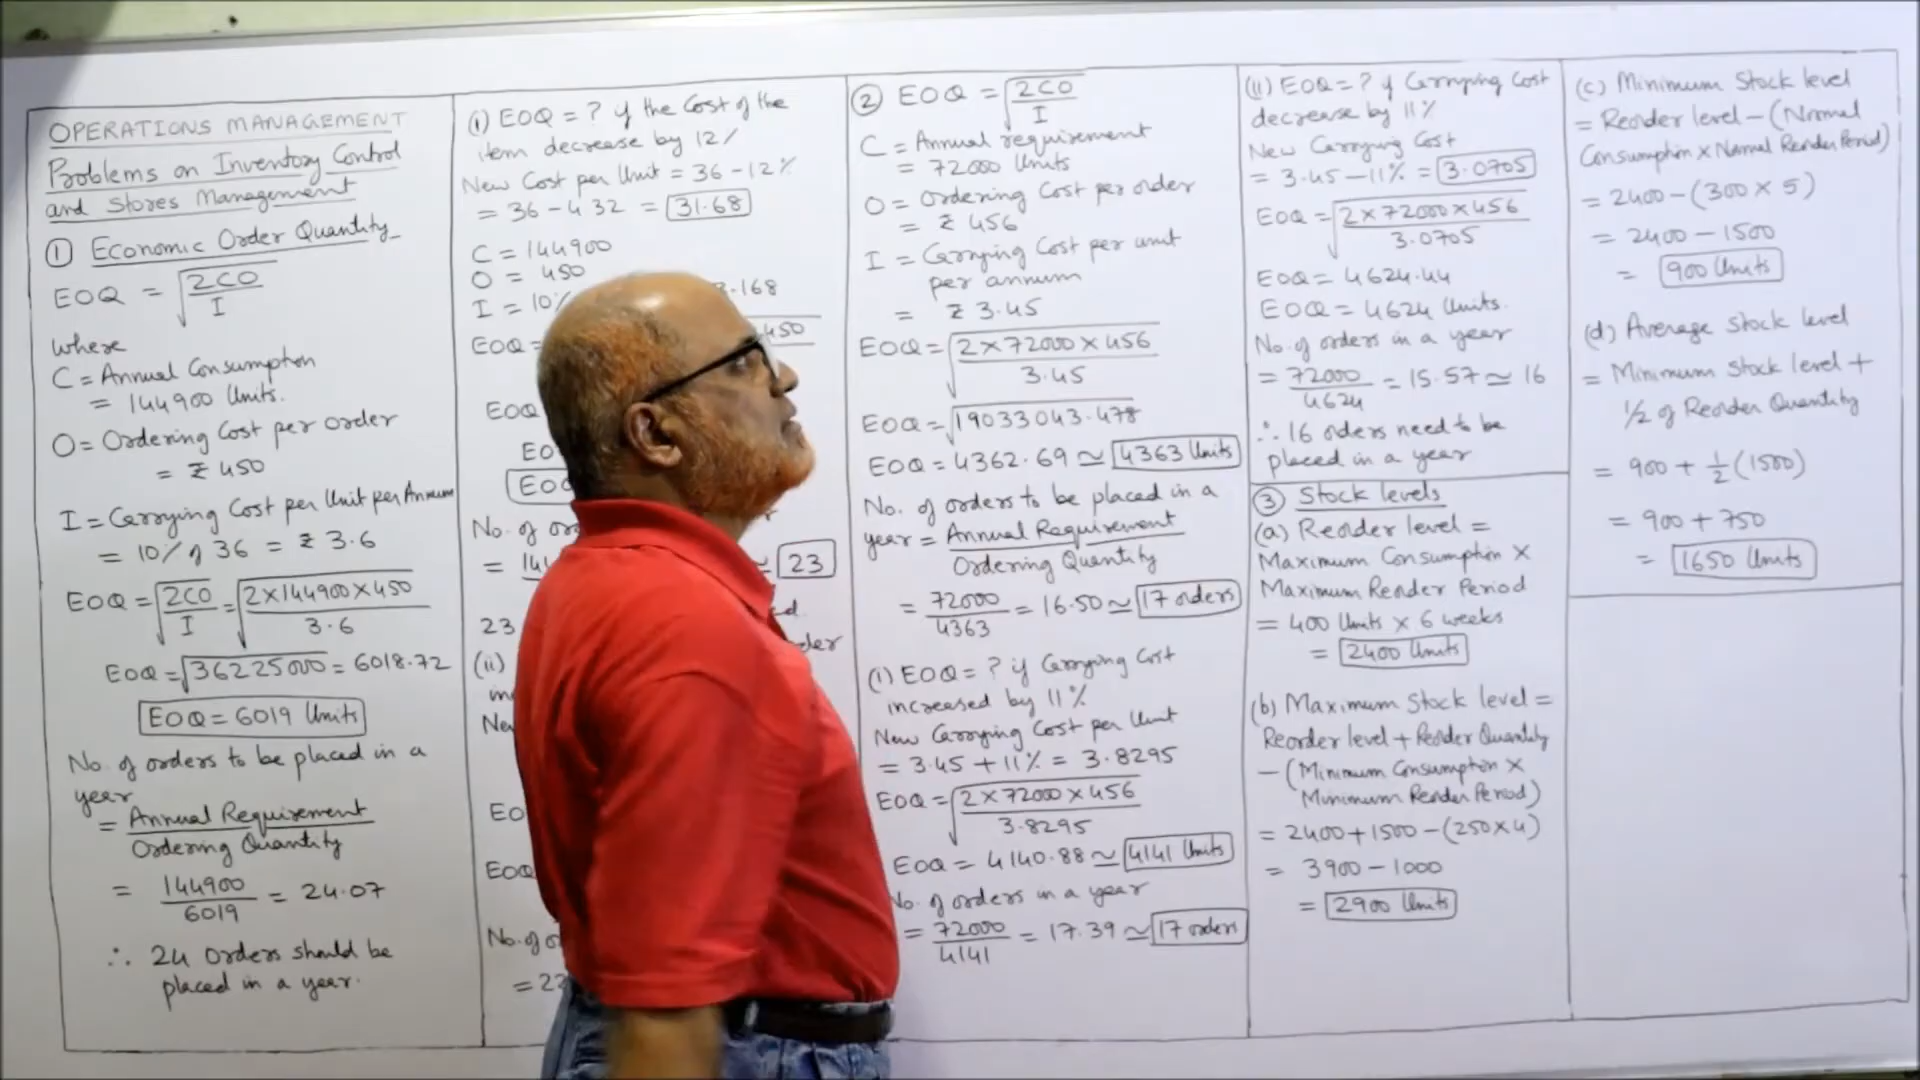 OPERATIONS MANAGEMENT
Problems on Inventory Control
and Stores Management
① Economic Order Quantity
EOQ = √2CO
I
where
C = Annual Consumption
= 144900 Units.
O = Ordering Cost per order
= ₹ 450
I = Carrying Cost per Unit per Annum
= 10% of 36 = ₹ 3.6
EOQ = √2CO = √2×144900×450
I 3.6
EOQ = √36225000 = 6018.72
EOQ = 6019 Units
No. of orders to be placed in a
year
= Annual Requirement
Ordering Quantity
= 144900 = 24.07
6019
∴ 24 orders should be
placed in a year.
(i) EOQ = ? if the Cost of the
item decrease by 12%
New Cost per Unit = 36 - 12%
= 36 - 4.32 = 31.68
C = 144900
O = 450
I = 10% 3.168
EOQ = 450
EOQ
EO
EOQ
No. of
= 23
23
(ii)
EO
EOQ
No. of
② EOQ = √2CO
I
C = Annual requirement
= 72000 Units
O = Ordering Cost per order
= ₹ 456
I = Carrying Cost per unit
per annum
= ₹ 3.45
EOQ = √2×72000×456
3.45
EOQ = √19033043.478
EOQ = 4362.69 ≃ 4363 Units
No. of orders to be placed in a
year = Annual Requirement
Ordering Quantity
= 72000 = 16.50 ≃ 17 orders
4363
(i) EOQ = ? if Carrying Cost
increased by 11%
New Carrying Cost per Unit
= 3.45 + 11% = 3.8295
EOQ = √2×72000×456
3.8295
EOQ = 4140.88 ≃ 4141 Units
No. of orders in a year
= 72000 = 17.39 ≃ 17 orders
4141
(ii) EOQ = ? if Carrying Cost
decrease by 11%
New Carrying Cost
= 3.45 - 11% = 3.0705
EOQ = √2×72000×456
3.0705
EOQ = 4624.44
EOQ = 4624 Units.
No. of orders in a year
= 72000 = 15.57 ≃ 16
4624
∴ 16 orders need to be
placed in a year
③ Stock levels
(a) Reorder level =
Maximum Consumption ×
Maximum Reorder Period
= 400 Units × 6 weeks
= 2400 Units
(b) Maximum Stock level =
Reorder level + Reorder Quantity
- (Minimum Consumption ×
Minimum Reorder Period)
= 2400 + 1500 - (250×4)
= 3900 - 1000
= 2900 Units
(c) Minimum Stock level
= Reorder level - (Normal
Consumption × Normal Reorder Period)
= 2400 - (300 × 5)
= 2400 - 1500
= 900 Units
(d) Average Stock level
= Minimum Stock level +
1/2 of Reorder Quantity
= 900 + 1/2 (1500)
= 900 + 750
= 1650 Units